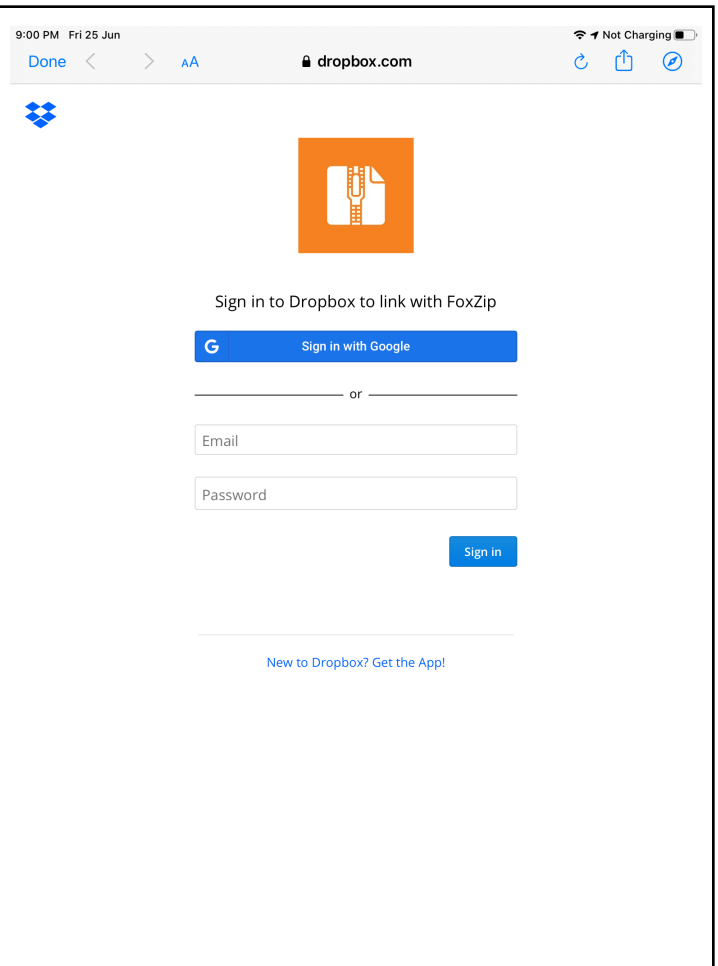 9:00 PM Fri 25 Jun Not Charging
Done AA dropbox.com
Sign in to Dropbox to link with FoxZip
G Sign in with Google
or
Email
Password
Sign in
New to Dropbox? Get the App!